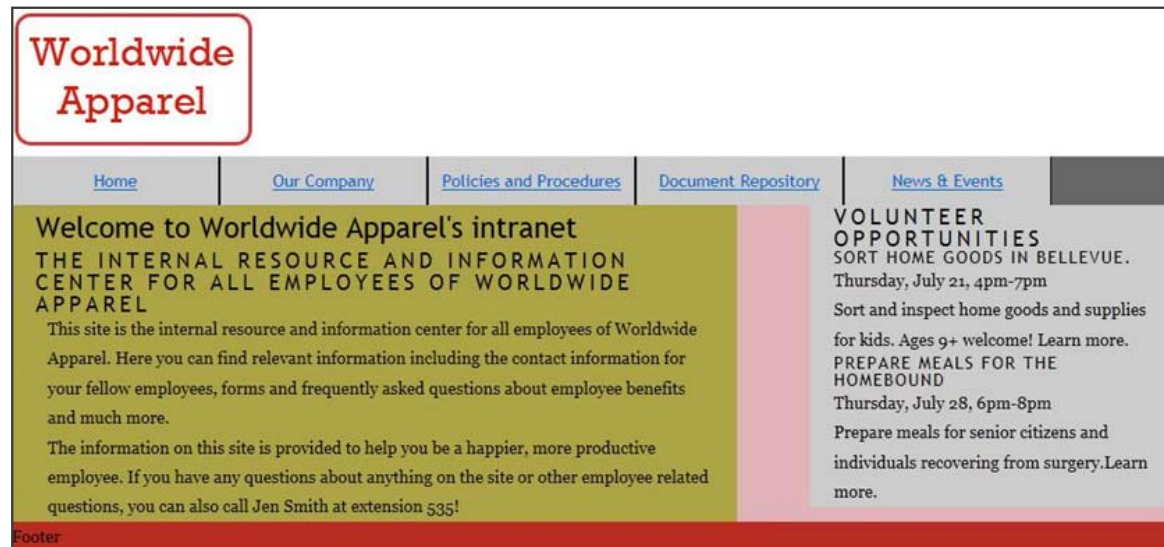 Worldwide
Apparel
Home
Our Company
Policies and Procedures
Document Repository
News & Events
Welcome to Worldwide Apparel's intranet
THE INTERNAL RESOURCE AND INFORMATION
CENTER FOR ALL EMPLOYEES OF WORLDWIDE
APPAREL
This site is the internal resource and information center for all employees of Worldwide
Apparel. Here you can find relevant information including the contact information for
your fellow employees, forms and frequently asked questions about employee benefits
and much more.
The information on this site is provided to help you be a happier, more productive
employee. If you have any questions about anything on the site or other employee related
questions, you can also call Jen Smith at extension 535!
VOLUNTEER
OPPORTUNITIES
SORT HOME GOODS IN BELLEVUE.
Thursday, July 21, 4pm-7pm
Sort and inspect home goods and supplies
for kids. Ages 9+ welcome! Learn more.
PREPARE MEALS FOR THE
HOMEBOUND
Thursday, July 28, 6pm-8pm
Prepare meals for senior citizens and
individuals recovering from surgery.Learn
more.
Footer